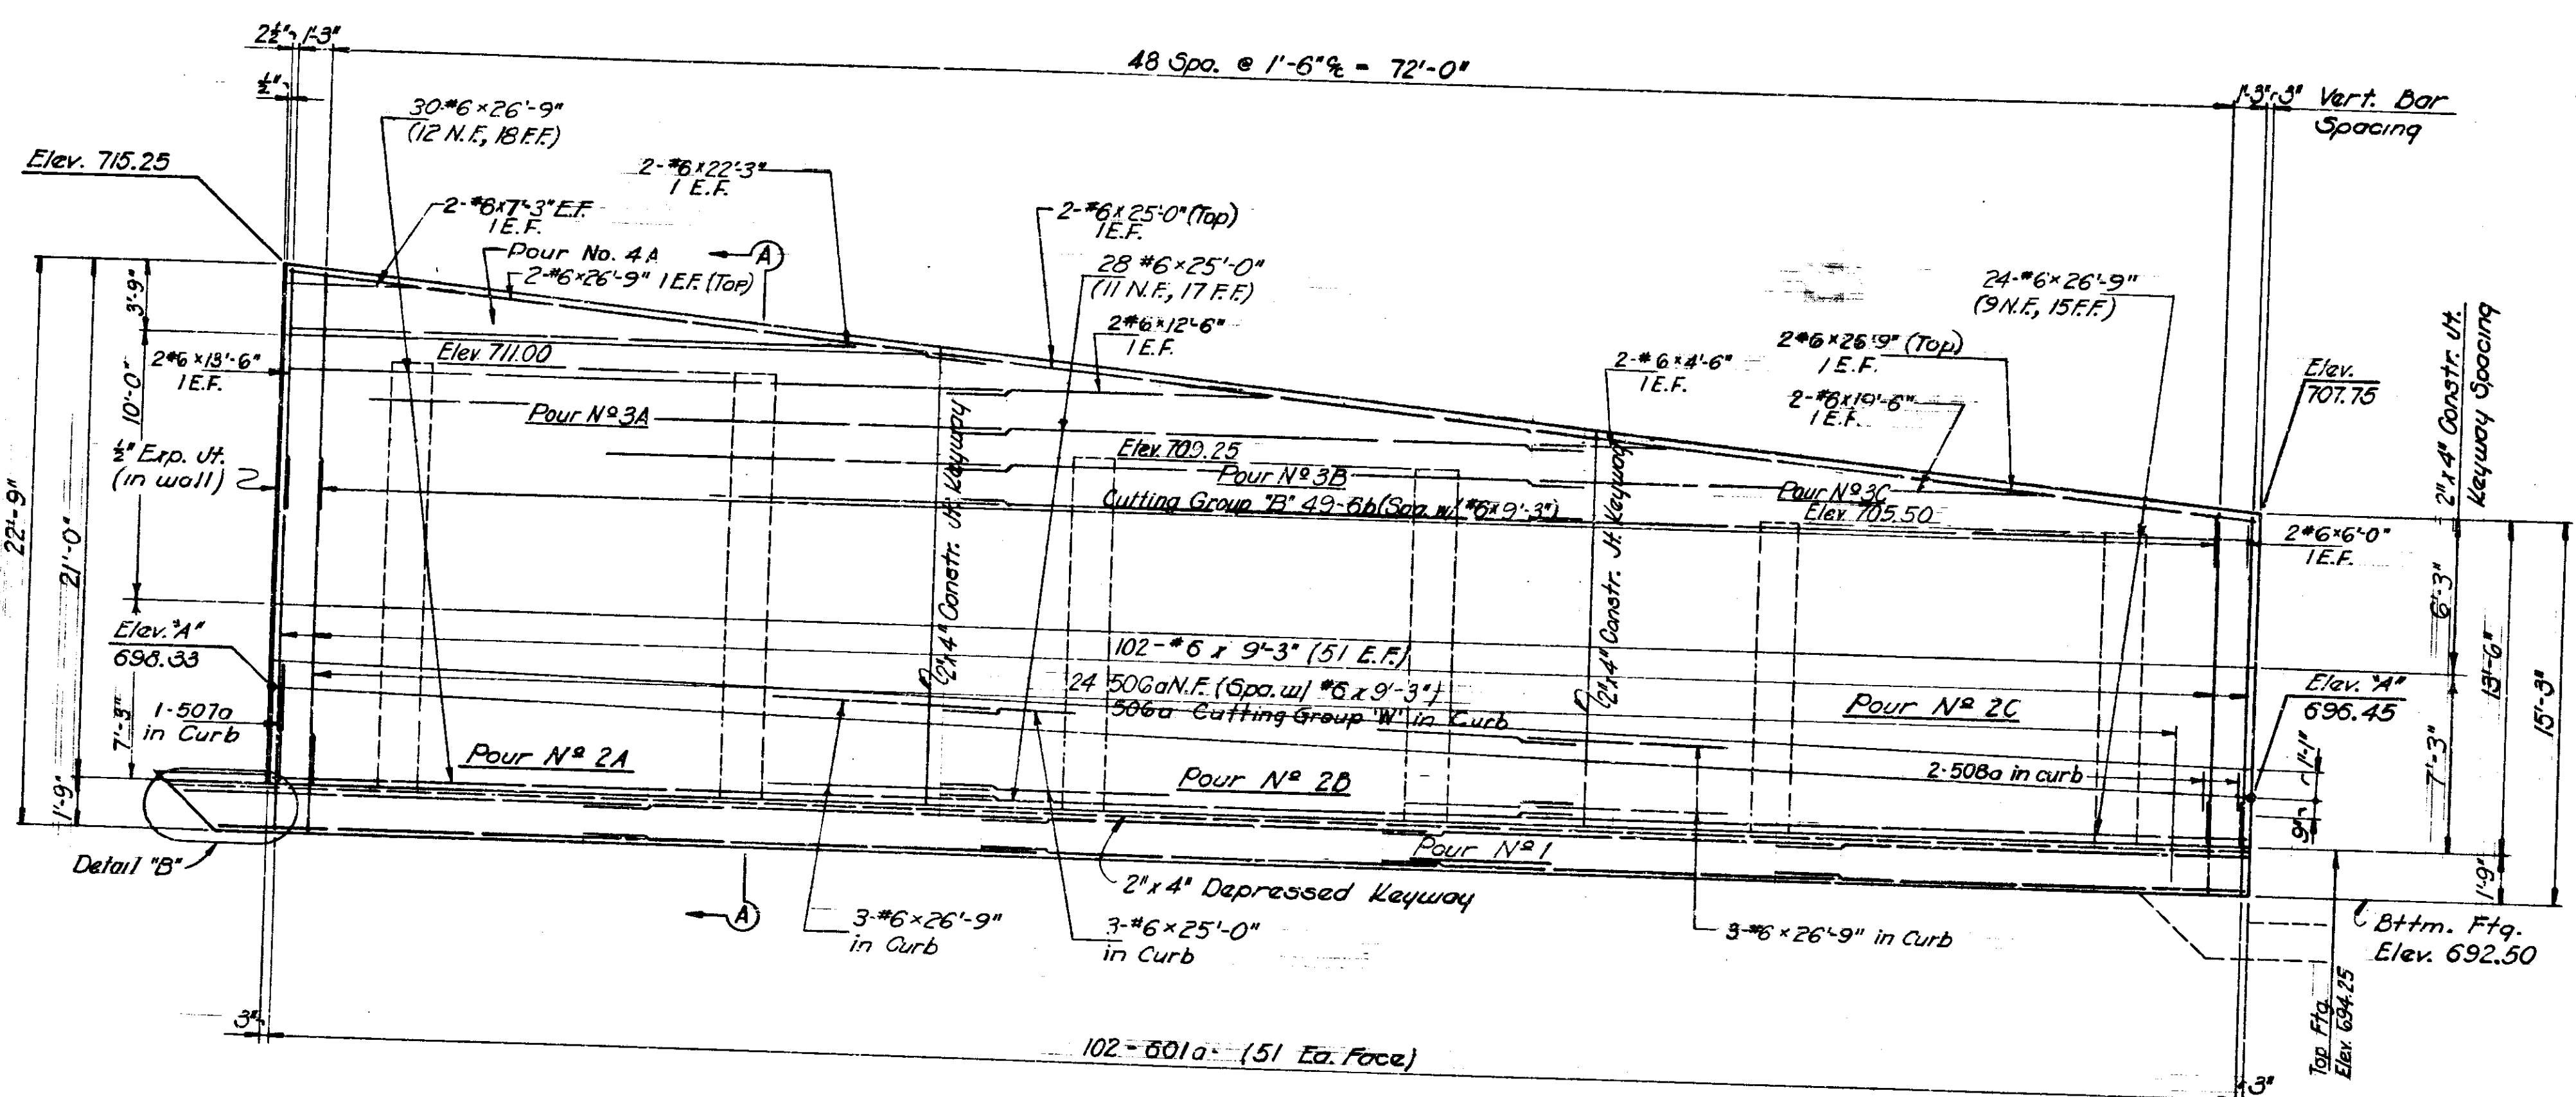 2½" 1'-3"
48 Spa. @ 1'-6" ℄ = 72'-0"
1'-3" 3" Vert. Bar
Spacing
½"
30-#6×26'-9"
(12 N.F., 18 F.F.)
Elev. 715.25
2-#6×22'-3"
1 E.F.
2-#6×7'-3" E.F.
1 E.F.
Pour No. 4A
A
2-#6×26'-9" 1 E.F. (Top)
2-#6×25'-0" (Top)
1 E.F.
28 #6×25'-0"
(11 N.F., 17 F.F.)
2#6×12'-6"
1 E.F.
24-#6×26'-9"
(9 N.F., 15 F.F.)
2#6×26'-9" (Top)
1 E.F.
2-#6×4'-6"
1 E.F.
2-#6×19'-6"
1 E.F.
Elev.
707.75
2"x4" Constr. Jt.
Keyway Spacing
3'-9"
2#6×13'-6"
1 E.F.
10'-0"
Elev. 711.00
Pour Nº 3A
½" Exp. Jt.
(in wall)
22'-9"
21'-0"
Elev. 709.25
Pour Nº 3B
Cutting Group "B" 49-6b (Spa. w/ #6×9'-3")
Pour Nº 3C
Elev. 705.50
2"x4" Constr. Jt. Keyway
2"x4" Constr. Jt. Keyway
2#6×6'-0"
1 E.F.
6'-3"
Elev. "A"
698.33
102-#6 x 9'-3" (51 E.F.)
24 506a N.F. (Spa. w/ #6 x 9'-3")
506a Cutting Group "W" in Curb
1-507a
in Curb
7'-3"
Pour Nº 2A
Pour Nº 2B
Pour Nº 2C
Elev. "A"
696.45
13'-6"
15'-3"
7'-3"
1'-1"
9"
2-508a in curb
1'-9"
Detail "B"
Pour Nº 1
2"x4" Depressed Keyway
1'-9"
A
3-#6×26'-9"
in Curb
3-#6×25'-0"
in Curb
3-#6×26'-9" in Curb
Bttm. Ftg.
Elev. 692.50
Top Ftg.
Elev. 694.25
3"
102-601a- (51 Ea. Face)
3"